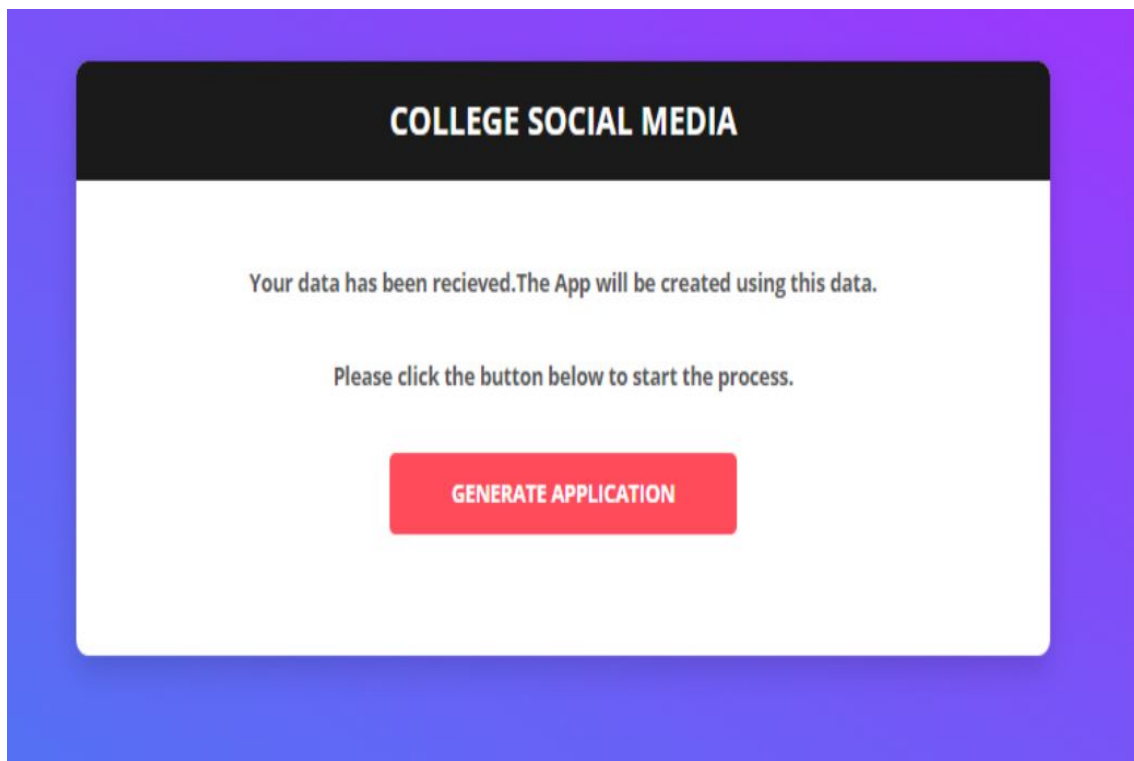 COLLEGE SOCIAL MEDIA
Your data has been recieved.The App will be created using this data.
Please click the button below to start the process.
GENERATE APPLICATION